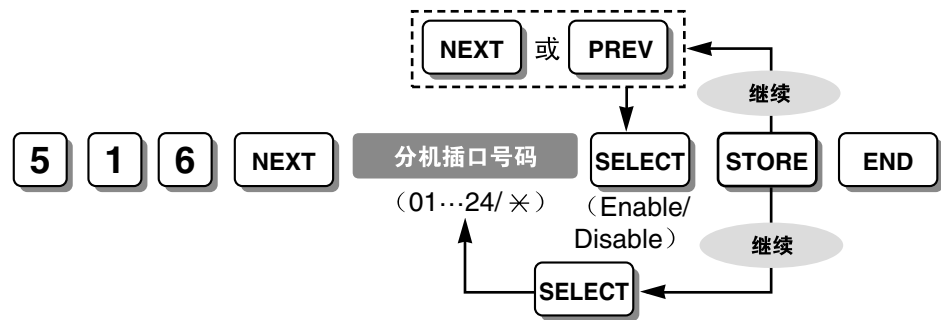 NEXT 或 PREV
继续
5 1 6 NEXT 分机插口号码 SELECT STORE END
（01…24/＊） （Enable/
Disable）
继续
SELECT